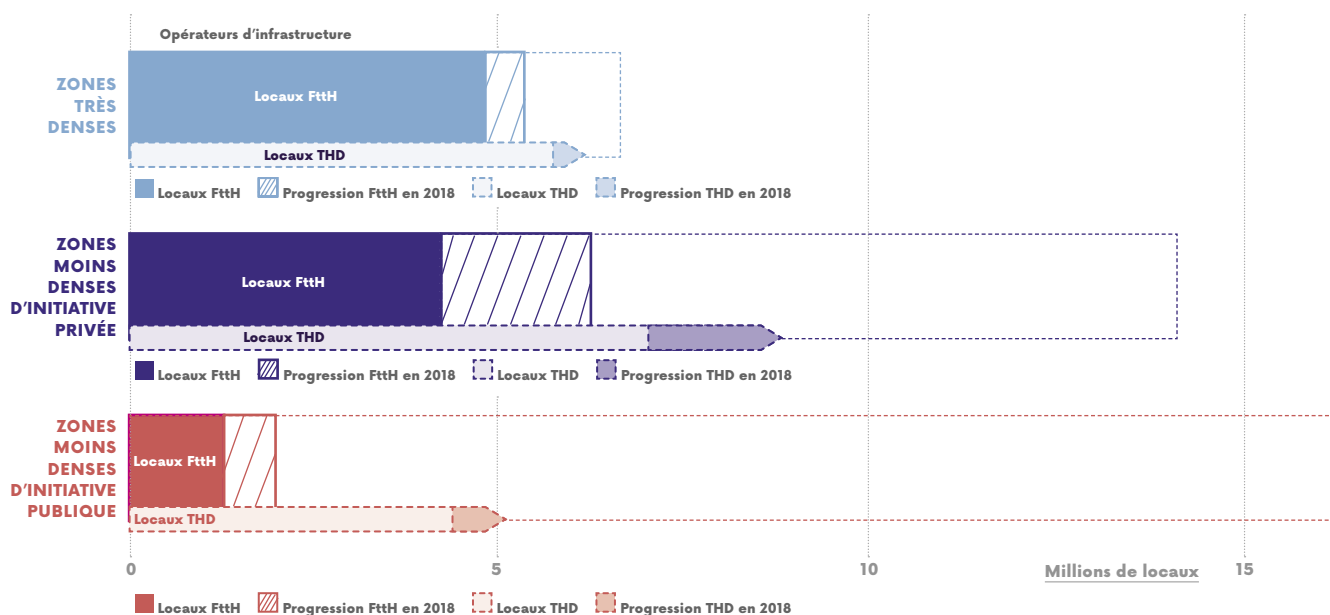 Opérateurs d'infrastructure
ZONES
TRÈS
DENSES
Locaux FttH
Locaux THD
Locaux FttH Progression FttH en 2018 Locaux THD Progression THD en 2018
ZONES
MOINS
DENSES
D'INITIATIVE
PRIVÉE
Locaux FttH
Locaux THD
Locaux FttH Progression FttH en 2018 Locaux THD Progression THD en 2018
ZONES
MOINS
DENSES
D'INITIATIVE
PUBLIQUE
Locaux FttH
Locaux THD
0 5 10 Millions de locaux 15
Locaux FttH Progression FttH en 2018 Locaux THD Progression THD en 2018